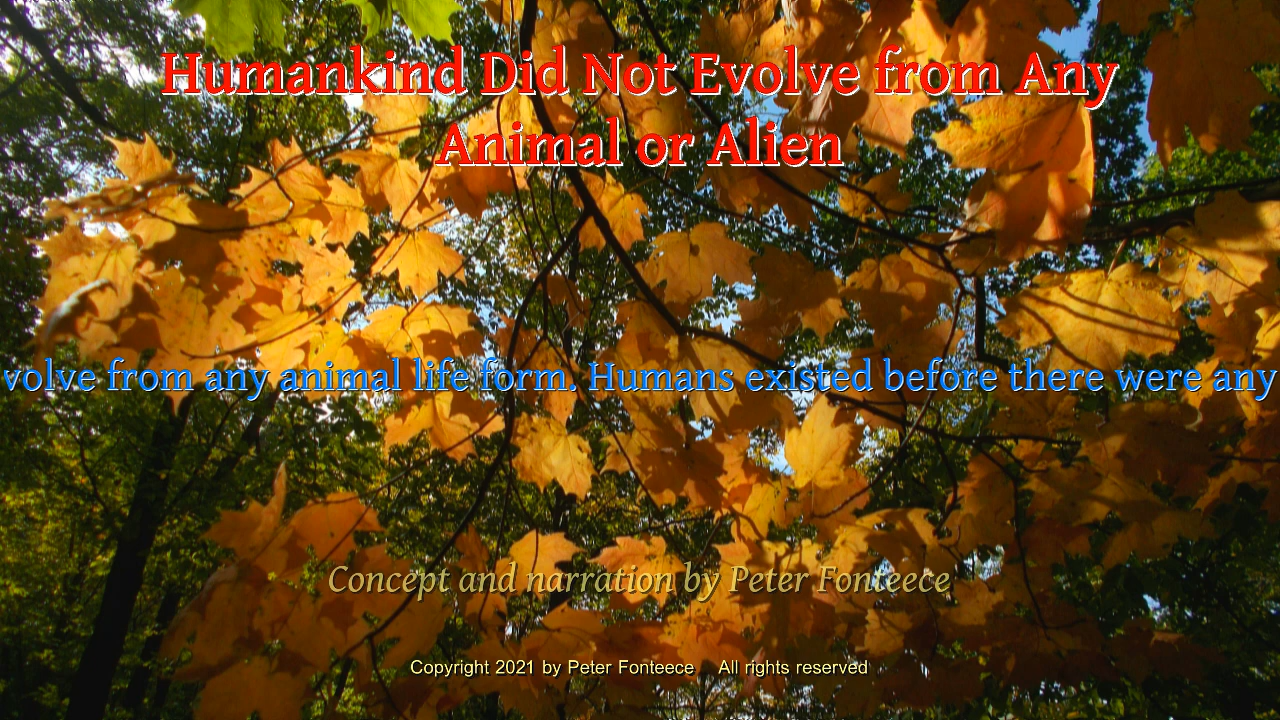 Humankind Did Not Evolve from Any
Animal or Alien
volve from any animal life form. Humans existed before there were any
Concept and narration by Peter Fonteece
Copyright 2021 by Peter Fonteece All rights reserved